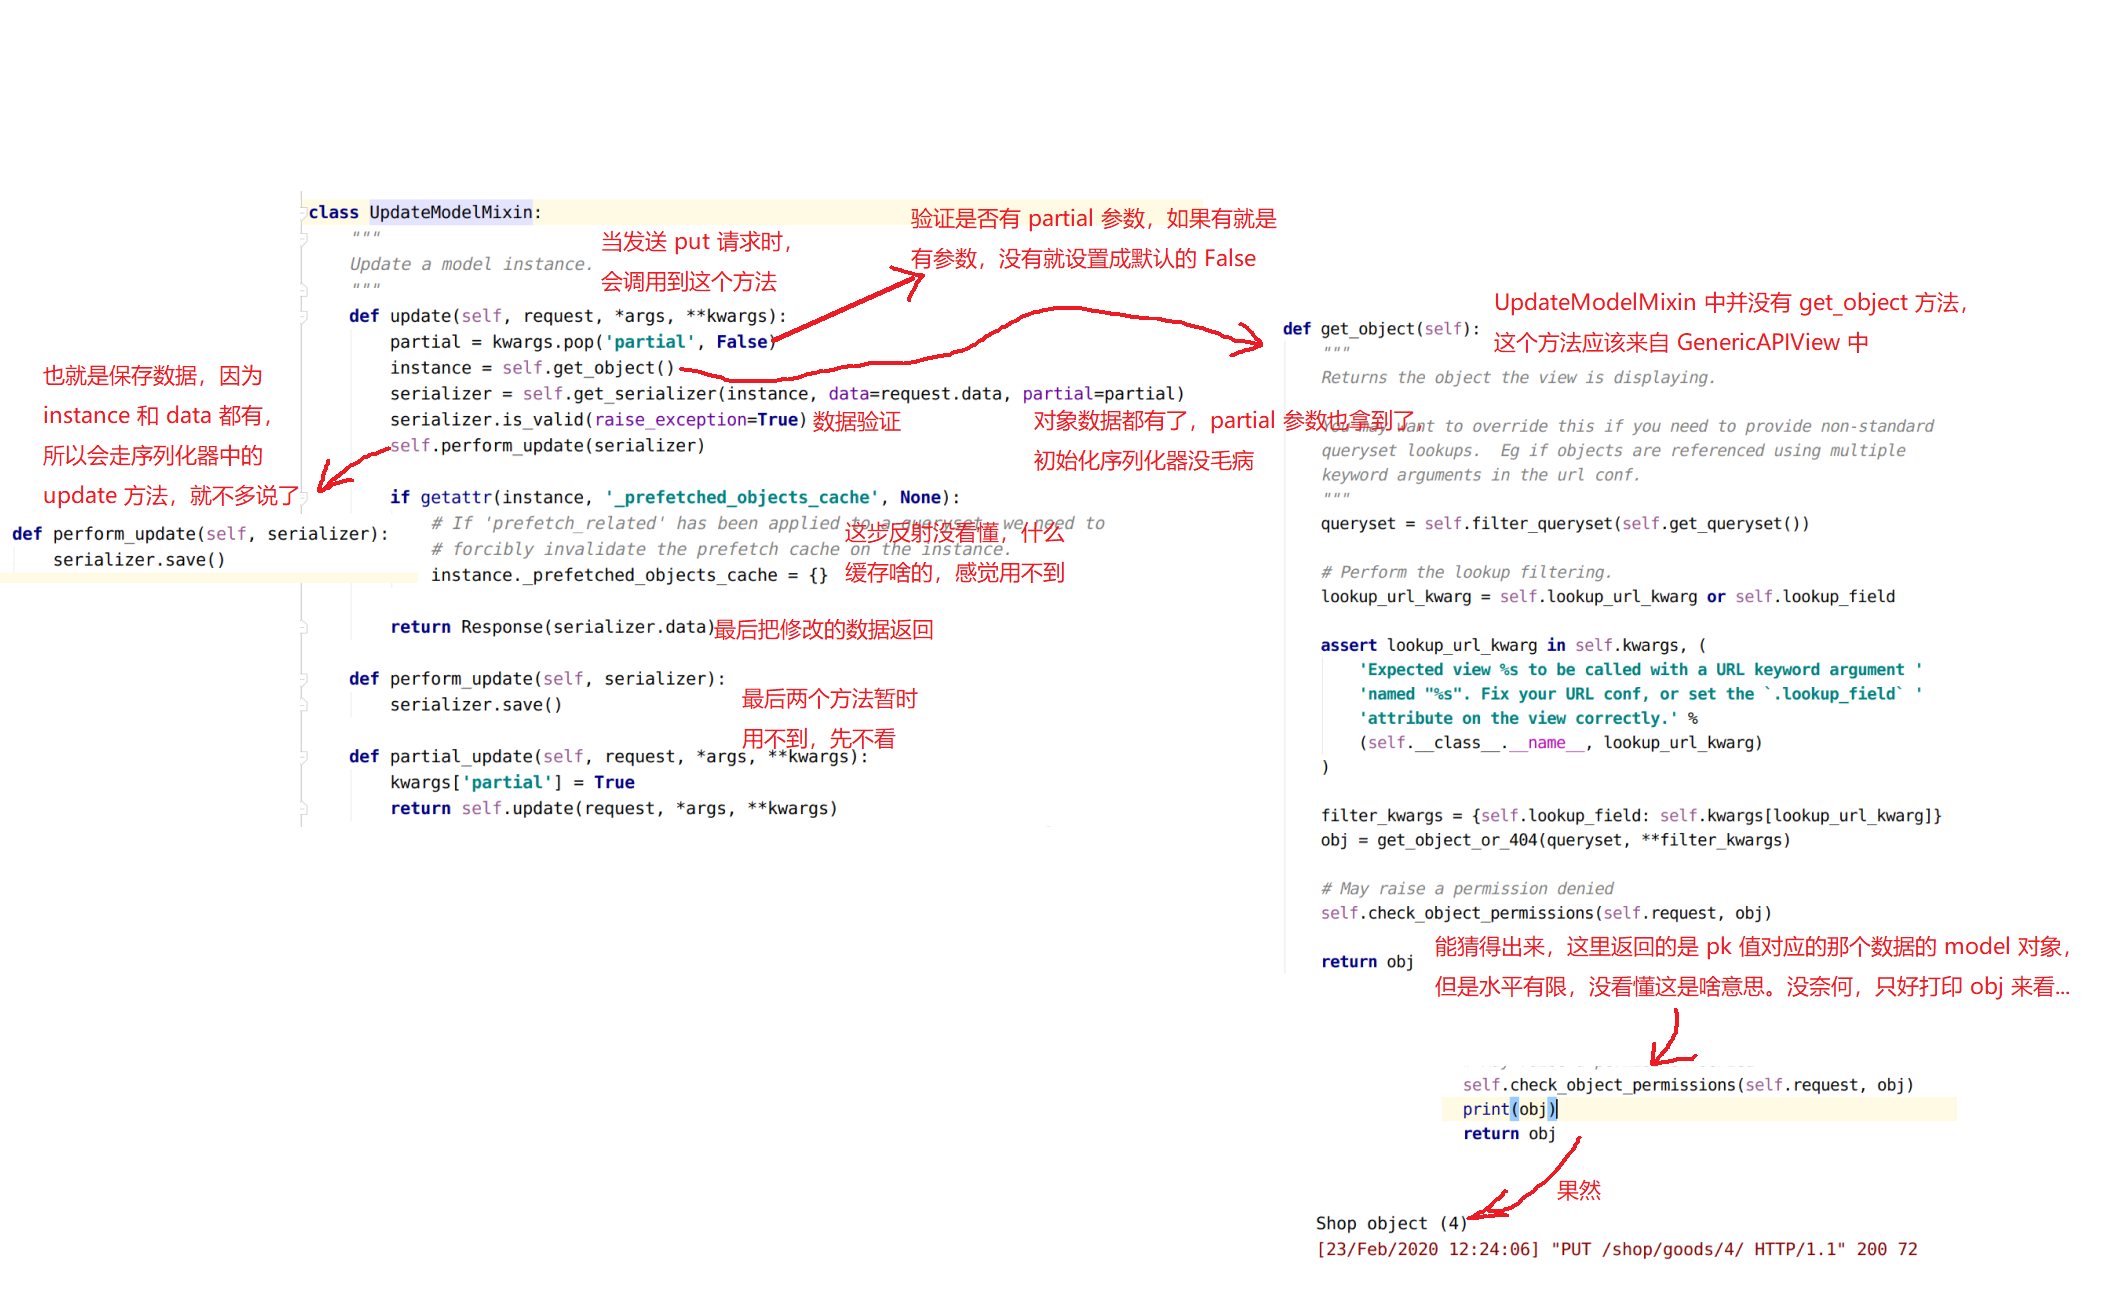 class UpdateModelMixin:
"""
Update a model instance.
"""
def update(self, request, *args, **kwargs):
partial = kwargs.pop('partial', False)
instance = self.get_object()
serializer = self.get_serializer(instance, data=request.data, partial=partial)
serializer.is_valid(raise_exception=True)
self.perform_update(serializer)
if getattr(instance, '_prefetched_objects_cache', None):
# If 'prefetch_related' has been applied to a queryset, we need to
# forcibly invalidate the prefetch cache on the instance.
instance._prefetched_objects_cache = {}
return Response(serializer.data)
def perform_update(self, serializer):
serializer.save()
def partial_update(self, request, *args, **kwargs):
kwargs['partial'] = True
return self.update(request, *args, **kwargs)
当发送 put 请求时，
会调用到这个方法
验证是否有 partial 参数，如果有就是
有参数，没有就设置成默认的 False
数据验证
对象数据都有了，partial 参数也拿到了，
初始化序列化器没毛病
这步反射没看懂，什么
缓存啥的，感觉用不到
最后把修改的数据返回
最后两个方法暂时
用不到，先不看
也就是保存数据，因为
instance 和 data 都有，
所以会走序列化器中的
update 方法，就不多说了
def perform_update(self, serializer):
serializer.save()
UpdateModelMixin 中并没有 get_object 方法，
这个方法应该来自 GenericAPIView 中
def get_object(self):
"""
Returns the object the view is displaying.
You may want to override this if you need to provide non-standard
queryset lookups.  Eg if objects are referenced using multiple
keyword arguments in the url conf.
"""
queryset = self.filter_queryset(self.get_queryset())
# Perform the lookup filtering.
lookup_url_kwarg = self.lookup_url_kwarg or self.lookup_field
assert lookup_url_kwarg in self.kwargs, (
'Expected view %s to be called with a URL keyword argument '
'named "%s". Fix your URL conf, or set the `.lookup_field` '
'attribute on the view correctly.' %
(self.__class__.__name__, lookup_url_kwarg)
)
filter_kwargs = {self.lookup_field: self.kwargs[lookup_url_kwarg]}
obj = get_object_or_404(queryset, **filter_kwargs)
# May raise a permission denied
self.check_object_permissions(self.request, obj)
return obj
能猜得出来，这里返回的是 pk 值对应的那个数据的 model 对象，
但是水平有限，没看懂这是啥意思。没奈何，只好打印 obj 来看...
self.check_object_permissions(self.request, obj)
print(obj)
return obj
果然
Shop object (4)
[23/Feb/2020 12:24:06] "PUT /shop/goods/4/ HTTP/1.1" 200 72